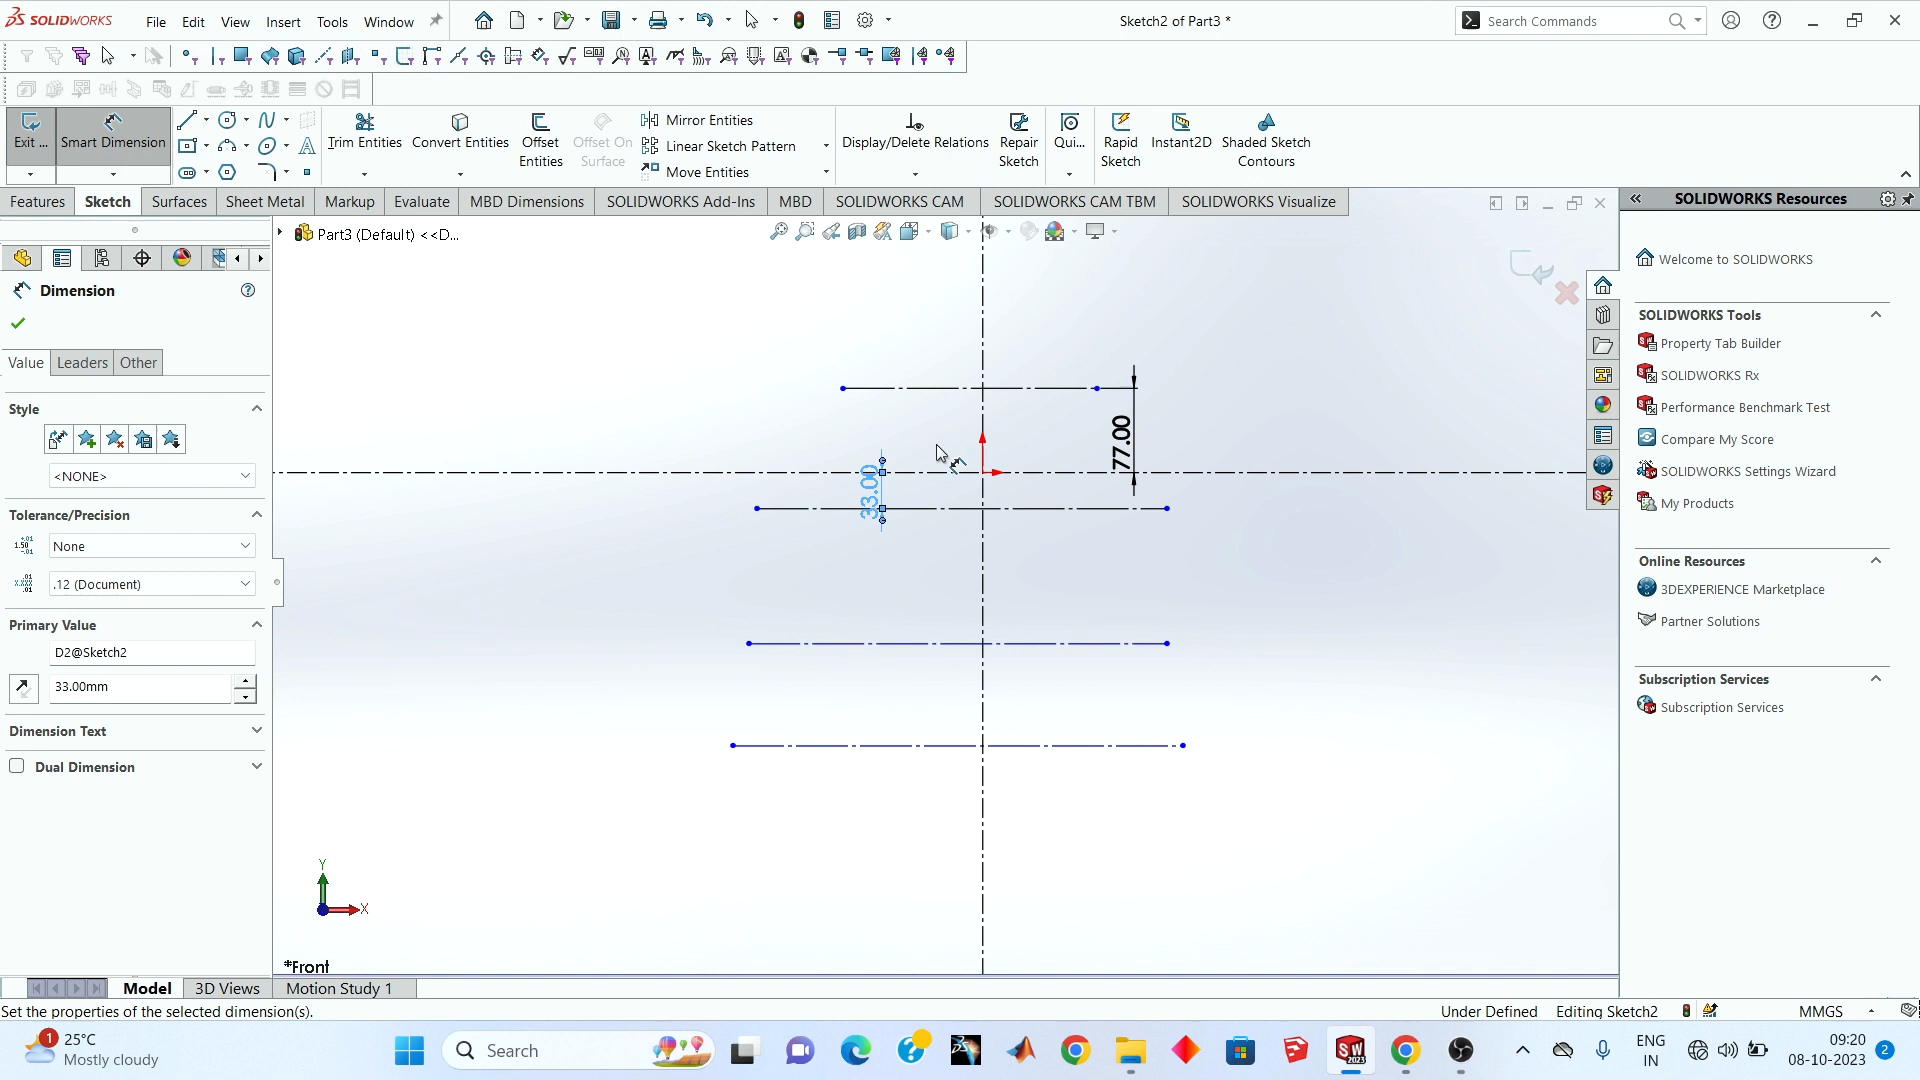 SOLIDWORKS File Edit View Insert Tools Window Sketch2 of Part3 * Search Commands
Exit ... Smart Dimension Trim Entities Convert Entities Offset Entities Offset On Surface Mirror Entities Linear Sketch Pattern Move Entities Display/Delete Relations Repair Sketch Qui... Rapid Sketch Instant2D Shaded Sketch Contours
Features Sketch Surfaces Sheet Metal Markup Evaluate MBD Dimensions SOLIDWORKS Add-Ins MBD SOLIDWORKS CAM SOLIDWORKS CAM TBM SOLIDWORKS Visualize
Part3 (Default) <<D...
Dimension
Value Leaders Other
Style
<NONE>
Tolerance/Precision
None
.12 (Document)
Primary Value
D2@Sketch2
33.00mm
Dimension Text
Dual Dimension
77.00
33.00
Y
X
*Front
SOLIDWORKS Resources
Welcome to SOLIDWORKS
SOLIDWORKS Tools
Property Tab Builder
SOLIDWORKS Rx
Performance Benchmark Test
Compare My Score
SOLIDWORKS Settings Wizard
My Products
Online Resources
3DEXPERIENCE Marketplace
Partner Solutions
Subscription Services
Subscription Services
Model 3D Views Motion Study 1
Set the properties of the selected dimension(s). Under Defined Editing Sketch2 MMGS
1 25°C
Mostly cloudy
Search
ENG
IN
09:20
08-10-2023
2